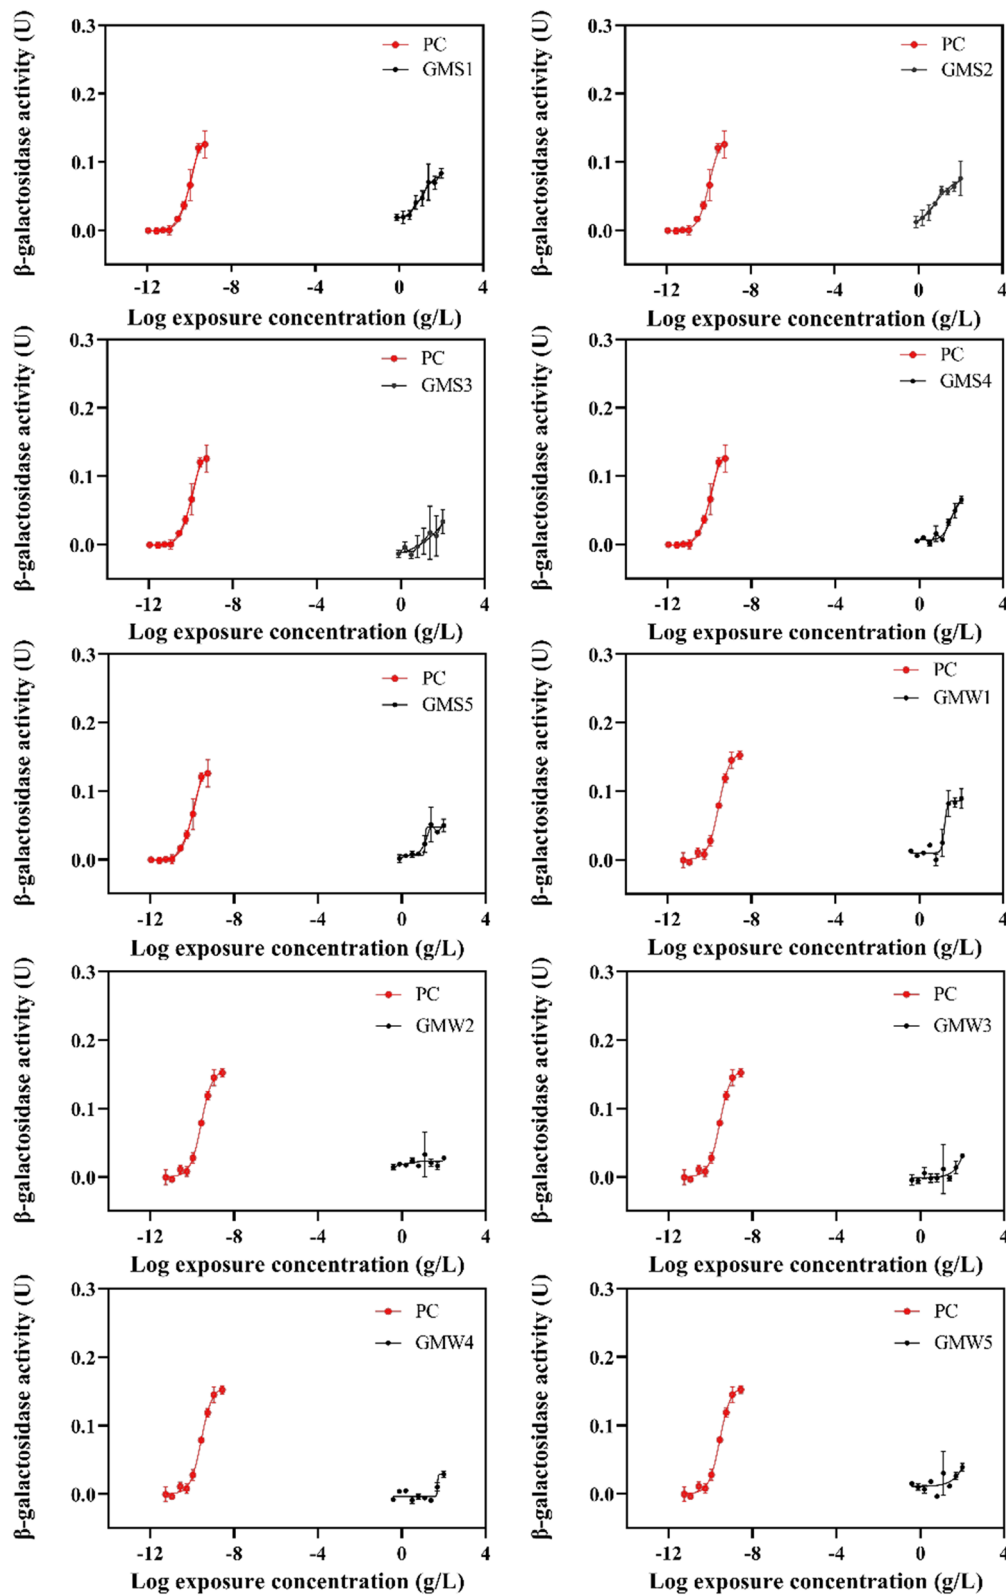 β-galactosidase activity (U)
0.3
0.2
0.1
0.0
PC
GMS1
-12
-8
-4
0
4
Log exposure concentration (g/L)
β-galactosidase activity (U)
0.3
0.2
0.1
0.0
PC
GMS2
-12
-8
-4
0
4
Log exposure concentration (g/L)
β-galactosidase activity (U)
0.3
0.2
0.1
0.0
PC
GMS3
-12
-8
-4
0
4
Log exposure concentration (g/L)
β-galactosidase activity (U)
0.3
0.2
0.1
0.0
PC
GMS4
-12
-8
-4
0
4
Log exposure concentration (g/L)
β-galactosidase activity (U)
0.3
0.2
0.1
0.0
PC
GMS5
-12
-8
-4
0
4
Log exposure concentration (g/L)
β-galactosidase activity (U)
0.3
0.2
0.1
0.0
PC
GMW1
-12
-8
-4
0
4
Log exposure concentration (g/L)
β-galactosidase activity (U)
0.3
0.2
0.1
0.0
PC
GMW2
-12
-8
-4
0
4
Log exposure concentration (g/L)
β-galactosidase activity (U)
0.3
0.2
0.1
0.0
PC
GMW3
-12
-8
-4
0
4
Log exposure concentration (g/L)
β-galactosidase activity (U)
0.3
0.2
0.1
0.0
PC
GMW4
-12
-8
-4
0
4
Log exposure concentration (g/L)
β-galactosidase activity (U)
0.3
0.2
0.1
0.0
PC
GMW5
-12
-8
-4
0
4
Log exposure concentration (g/L)